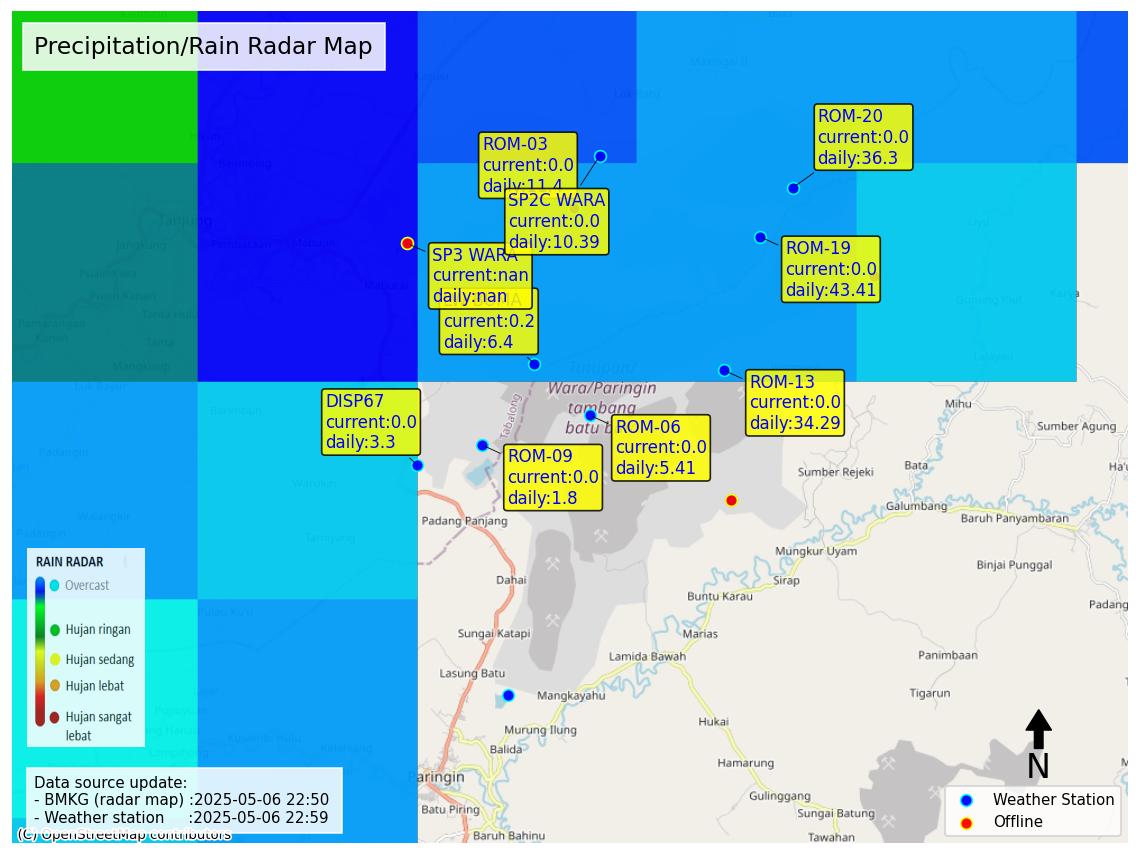 Precipitation/Rain Radar Map
ROM-20
current:0.0
daily:36.3
ROM-03
current:0.0
daily:11.4
SP2C WARA
current:0.0
daily:10.39
ROM-19
current:0.0
daily:43.41
SP3 WARA
current:nan
daily:nan
current:0.2
daily:6.4
Tutupan/
Wara/Paringin
tambang
batu b
ROM-13
current:0.0
daily:34.29
DISP67
current:0.0
daily:3.3
ROM-06
current:0.0
daily:5.41
ROM-09
current:0.0
daily:1.8
Tabalong
Tanjung
Maburai
Karya
Mihu
Sumber Agung
Bata
Sumber Rejeki
Galumbang
Baruh Panyambaran
Padang Panjang
Mungkur Uyam
Binjai Punggal
Dahai
Sirap
Buntu Karau
Padang
Sungai Katapi
Marias
Lamida Bawah
Panimbaan
Lasung Batu
Mangkayahu
Tigarun
Murung Ilung
Hukai
Balida
Hamarung
Paringin
Gulinggang
Batu Piring
Sungai Batung
Baruh Bahinu
Tawahan
RAIN RADAR
Overcast
Hujan ringan
Hujan sedang
Hujan lebat
Hujan sangat
lebat
Data source update:
- BMKG (radar map) :2025-05-06 22:50
- Weather station :2025-05-06 22:59
(C) OpenStreetMap contributors
N
Weather Station
Offline